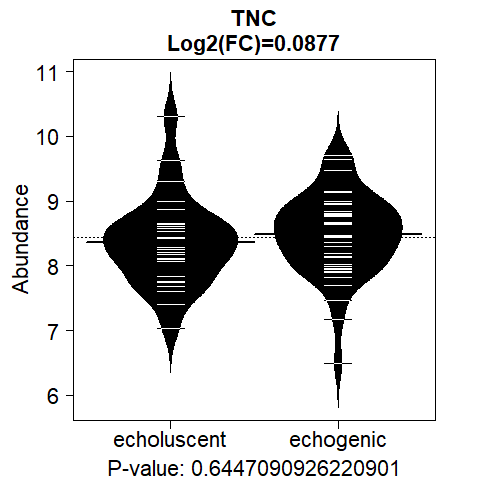 TNC
Log2(FC)=0.0877
11
10
9
8
7
6
Abundance
echoluscent echogenic
P-value: 0.6447090926220901